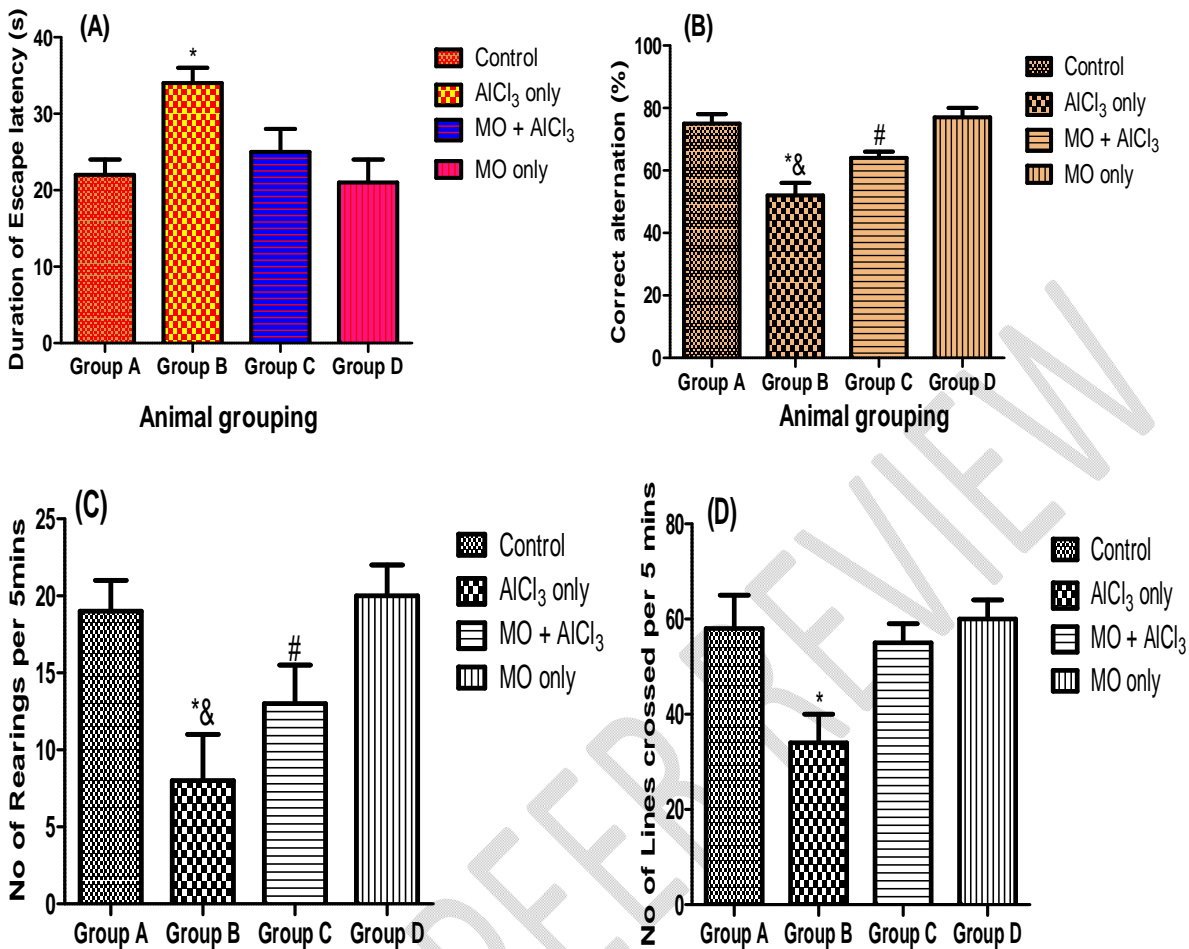 (A)
Duration of Escape latency (s)
40
30
20
10
0
*
Group A Group B Group C Group D
Animal grouping
Control
AlCl₃ only
MO + AlCl₃
MO only
(B)
Correct alternation (%)
100
80
60
40
20
0
*&
#
Group A Group B Group C Group D
Animal grouping
Control
AlCl₃ only
MO + AlCl₃
MO only
(C)
No of Rearings per 5mins
25
20
15
10
5
0
*&
#
Group A Group B Group C Group D
Control
AlCl₃ only
MO + AlCl₃
MO only
(D)
No of Lines crossed per 5 mins
80
60
40
20
0
*
Group A Group B Group C Group D
Control
AlCl₃ only
MO + AlCl₃
MO only
EER REVIEW